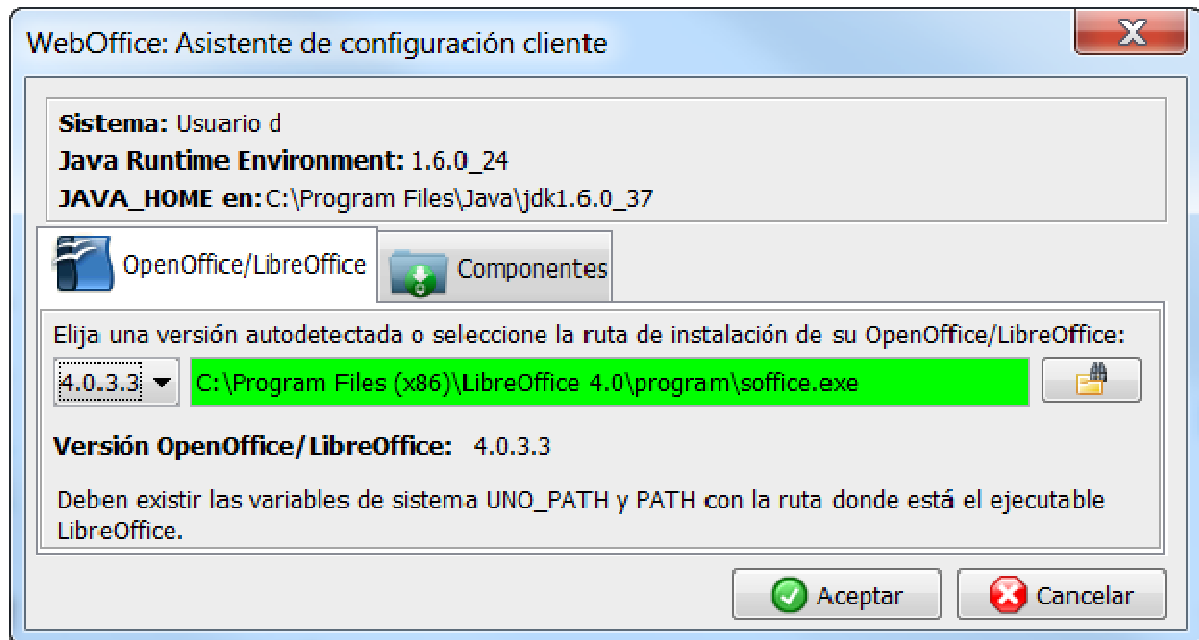 WebOffice: Asistente de configuración cliente
Sistema: Usuario d
Java Runtime Environment: 1.6.0_24
JAVA_HOME en:C:\Program Files\Java\jdk1.6.0_37
OpenOffice/LibreOffice
Componentes
Elija una versión autodetectada o seleccione la ruta de instalación de su OpenOffice/LibreOffice:
4.0.3.3 C:\Program Files (x86)\LibreOffice 4.0\program\soffice.exe
Versión OpenOffice/LibreOffice: 4.0.3.3
Deben existir las variables de sistema UNO_PATH y PATH con la ruta donde está el ejecutable
LibreOffice.
Aceptar
Cancelar